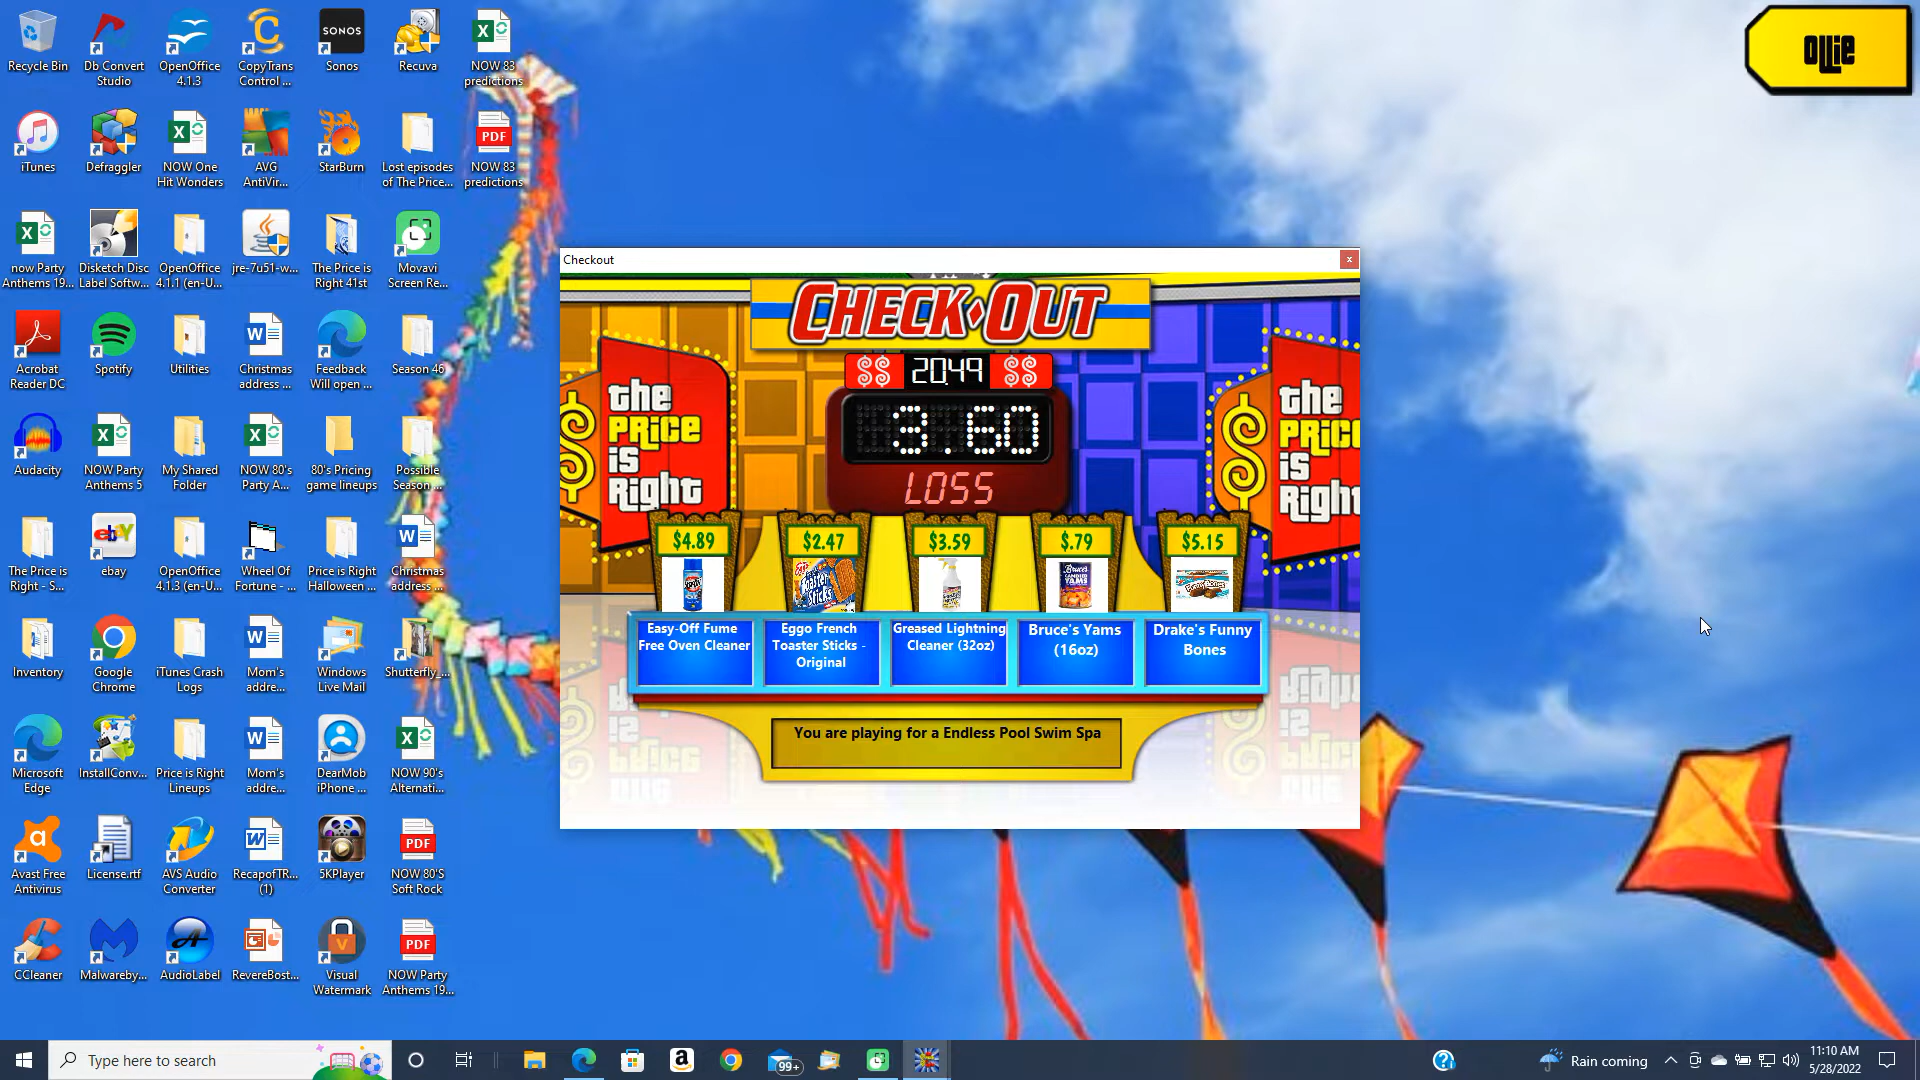 Recycle Bin
Db Convert
Studio
OpenOffice
4.1.3
CopyTrans
Control ...
SONOS
Sonos
Recuva
NOW 83
predictions
OLLIE
iTunes
Defraggler
NOW One
Hit Wonders
AVG
AntiVir...
StarBurn
Lost episodes
of The Price...
PDF
NOW 83
predictions
now Party
Anthems 19...
Disketch Disc
Label Softw...
OpenOffice
4.1.1 (en-U...
jre-7u51-w...
The Price is
Right 41st
Movavi
Screen Re...
Acrobat
Reader DC
Spotify
Utilities
Christmas
address ...
Feedback
Will open ...
Season 46
Audacity
NOW Party
Anthems 5
My Shared
Folder
NOW 80's
Party A...
80's Pricing
game lineups
Possible
Season ...
The Price is
Right - S...
ebay
ebay
OpenOffice
4.1.3 (en-U...
Wheel Of
Fortune - ...
Price is Right
Halloween ...
Christmas
address ...
Inventory
Google
Chrome
iTunes Crash
Logs
Mom's
addre...
Windows
Live Mail
Shutterfly_...
Microsoft
Edge
InstallConv...
Price is Right
Lineups
Mom's
addre...
DearMob
iPhone ...
NOW 90's
Alternati...
Avast Free
Antivirus
License.rtf
AVS Audio
Converter
RecapofTR...
(1)
5KPlayer
PDF
NOW 80'S
Soft Rock
CCleaner
Malwareby...
AudioLabel
RevereBost...
Visual
Watermark
PDF
NOW Party
Anthems 19...
Checkout
x
CHECK OUT
$$ 20.49 $$
3.60
LOSS
the
PRICE
is
Right
the
PRIC
is
Right
$4.89
$2.47
$3.59
$.79
$5.15
Easy-Off Fume
Free Oven Cleaner
Eggo French
Toaster Sticks -
Original
Greased Lightning
Cleaner (32oz)
Bruce's Yams
(16oz)
Drake's Funny
Bones
You are playing for a Endless Pool Swim Spa
Type here to search
99+
Rain coming
11:10 AM
5/28/2022